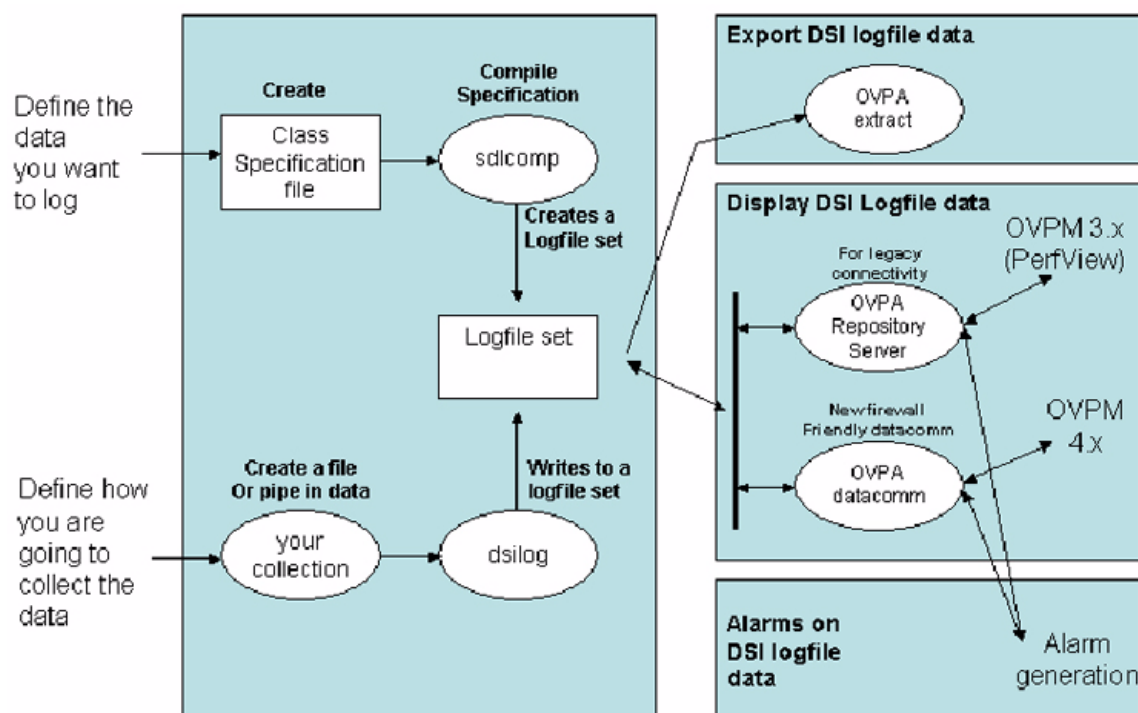 Define the
data
you want
to log
Create
Class
Specification
file
Compile
Specification
sdlcomp
Creates a
Logfile set
Logfile set
Define how
you are
going to
collect the
data
Create a file
Or pipe in data
your
collection
dsilog
Writes to a
logfile set
Export DSI logfile data
OVPA
extract
Display DSI Logfile data
For legacy
connectivity
OVPA
Repository
Server
OVPM 3.x
(PerfView)
New firewall
Friendly datacomm
OVPA
datacomm
OVPM
4.x
Alarms on
DSI logfile
data
Alarm
generation